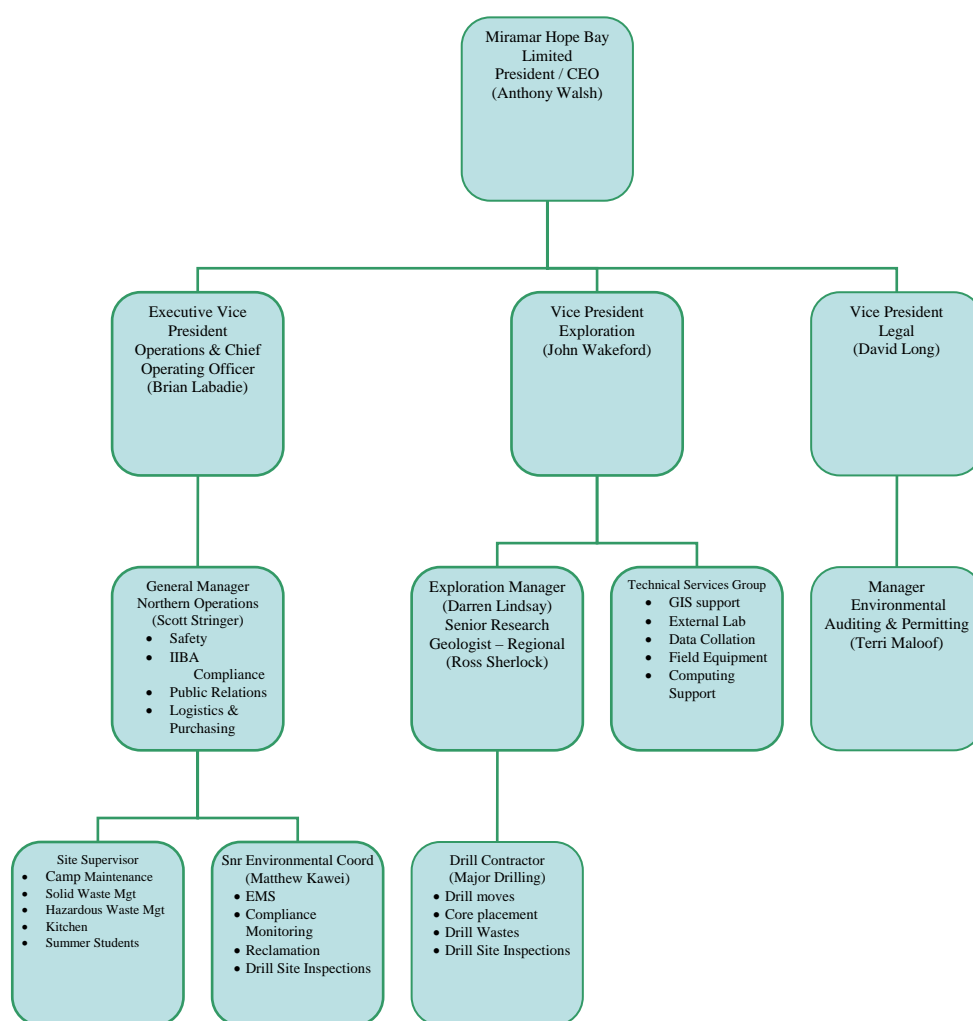 Miramar Hope Bay
Limited
President / CEO
(Anthony Walsh)
Executive Vice
President
Operations & Chief
Operating Officer
(Brian Labadie)
Vice President
Exploration
(John Wakeford)
Vice President
Legal
(David Long)
General Manager
Northern Operations
(Scott Stringer)
• Safety
• IIBA
Compliance
• Public Relations
• Logistics &
Purchasing
Exploration Manager
(Darren Lindsay)
Senior Research
Geologist – Regional
(Ross Sherlock)
Technical Services Group
• GIS support
• External Lab
• Data Collation
• Field Equipment
• Computing
Support
Manager
Environmental
Auditing & Permitting
(Terri Maloof)
Site Supervisor
• Camp Maintenance
• Solid Waste Mgt
• Hazardous Waste Mgt
• Kitchen
• Summer Students
Snr Environmental Coord
(Matthew Kawei)
• EMS
• Compliance
Monitoring
• Reclamation
• Drill Site Inspections
Drill Contractor
(Major Drilling)
• Drill moves
• Core placement
• Drill Wastes
• Drill Site Inspections